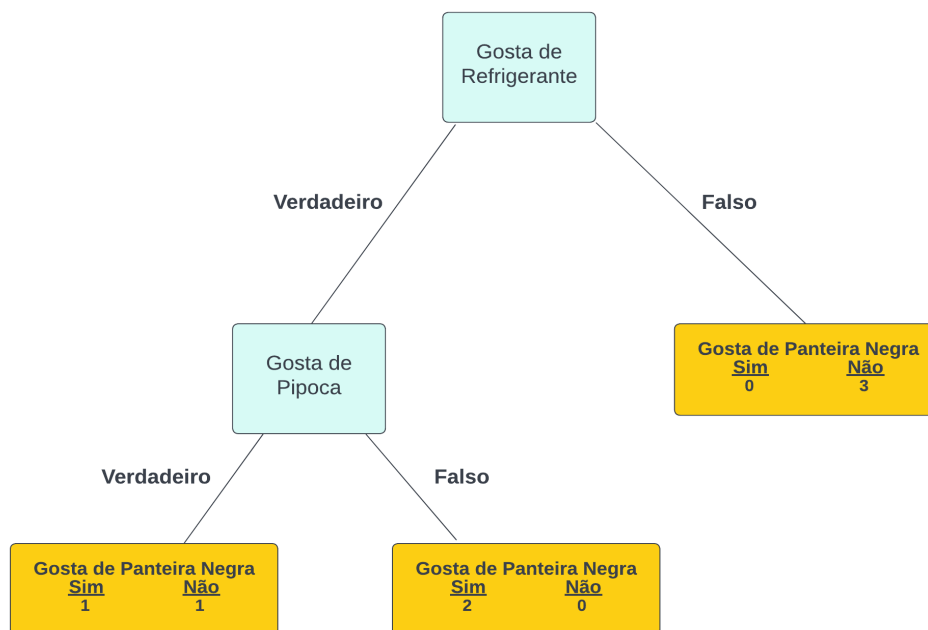 Gosta de
Refrigerante
Verdadeiro
Falso
Gosta de
Pipoca
Gosta de Panteira Negra
Sim Não
0 3
Verdadeiro
Falso
Gosta de Panteira Negra
Sim Não
1 1
Gosta de Panteira Negra
Sim Não
2 0